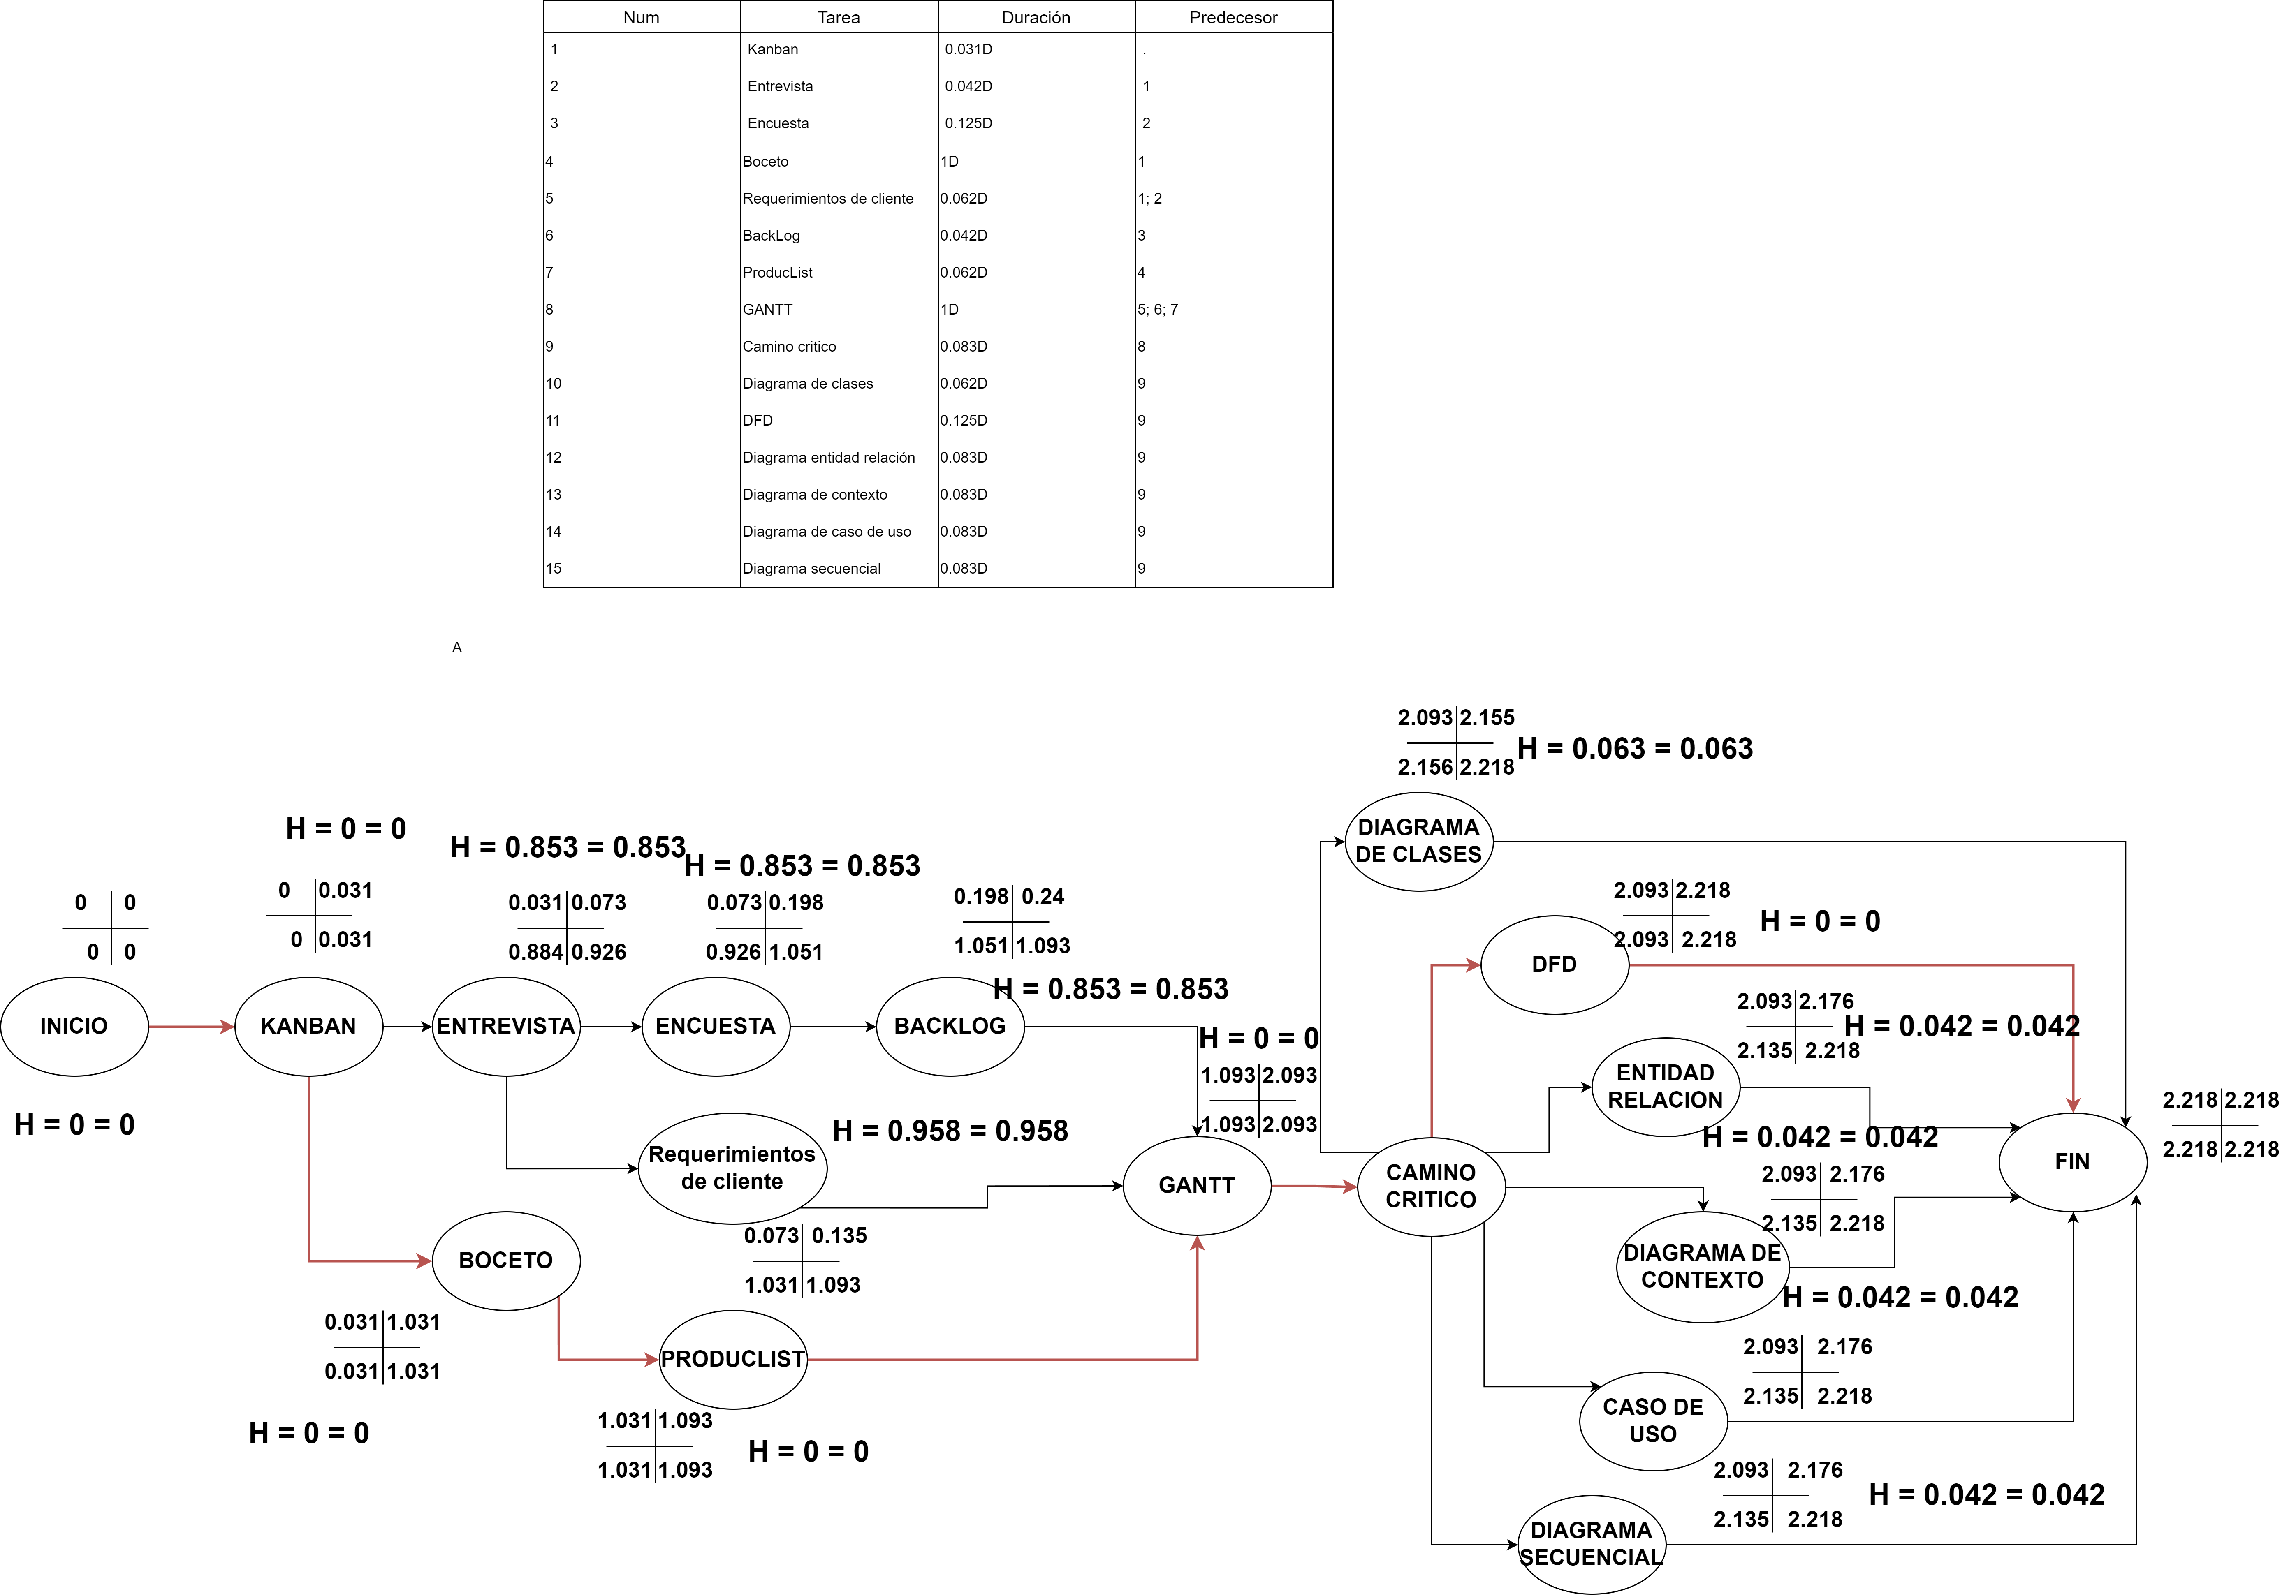 Num Tarea Duración Predecesor
1 Kanban 0.031D .
2 Entrevista 0.042D 1
3 Encuesta 0.125D 2
4 Boceto 1D 1
5 Requerimientos de cliente 0.062D 1; 2
6 BackLog 0.042D 3
7 ProducList 0.062D 4
8 GANTT 1D 5; 6; 7
9 Camino critico 0.083D 8
10 Diagrama de clases 0.062D 9
11 DFD 0.125D 9
12 Diagrama entidad relación 0.083D 9
13 Diagrama de contexto 0.083D 9
14 Diagrama de caso de uso 0.083D 9
15 Diagrama secuencial 0.083D 9
A
0 0
0 0
INICIO
H = 0 = 0
H = 0 = 0
0 0.031
0 0.031
KANBAN
H = 0.853 = 0.853
0.031 0.073
0.884 0.926
ENTREVISTA
H = 0.853 = 0.853
0.073 0.198
0.926 1.051
ENCUESTA
0.198 0.24
1.051 1.093
H = 0.853 = 0.853
BACKLOG
Requerimientos
de cliente
H = 0.958 = 0.958
0.073 0.135
1.031 1.093
BOCETO
0.031 1.031
0.031 1.031
H = 0 = 0
PRODUCLIST
1.031 1.093
1.031 1.093
H = 0 = 0
H = 0 = 0
1.093 2.093
1.093 2.093
GANTT
CAMINO
CRITICO
2.093 2.155
2.156 2.218
H = 0.063 = 0.063
DIAGRAMA
DE CLASES
2.093 2.218
2.093 2.218
H = 0 = 0
DFD
2.093 2.176
2.135 2.218
H = 0.042 = 0.042
ENTIDAD
RELACION
H = 0.042 = 0.042
2.093 2.176
2.135 2.218
DIAGRAMA DE
CONTEXTO
H = 0.042 = 0.042
2.093 2.176
2.135 2.218
CASO DE
USO
2.093 2.176
2.135 2.218
H = 0.042 = 0.042
DIAGRAMA
SECUENCIAL
2.218 2.218
2.218 2.218
FIN